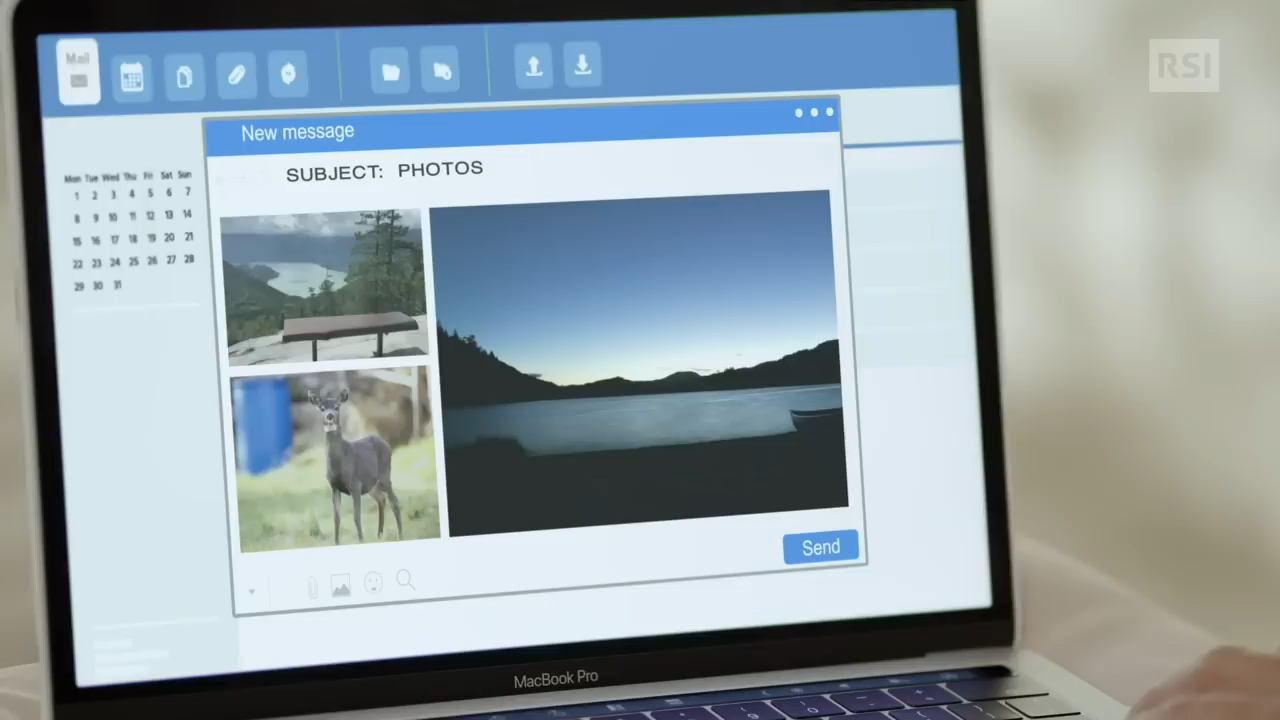 RSI
Mail
New message
SUBJECT: PHOTOS
Mon Tue Wed Thu Fri Sat Sun
1 2 3 4 5 6 7
8 9 10 11 12 13 14
15 16 17 18 19 20 21
22 23 24 25 26 27 28
29 30 31
Send
MacBook Pro